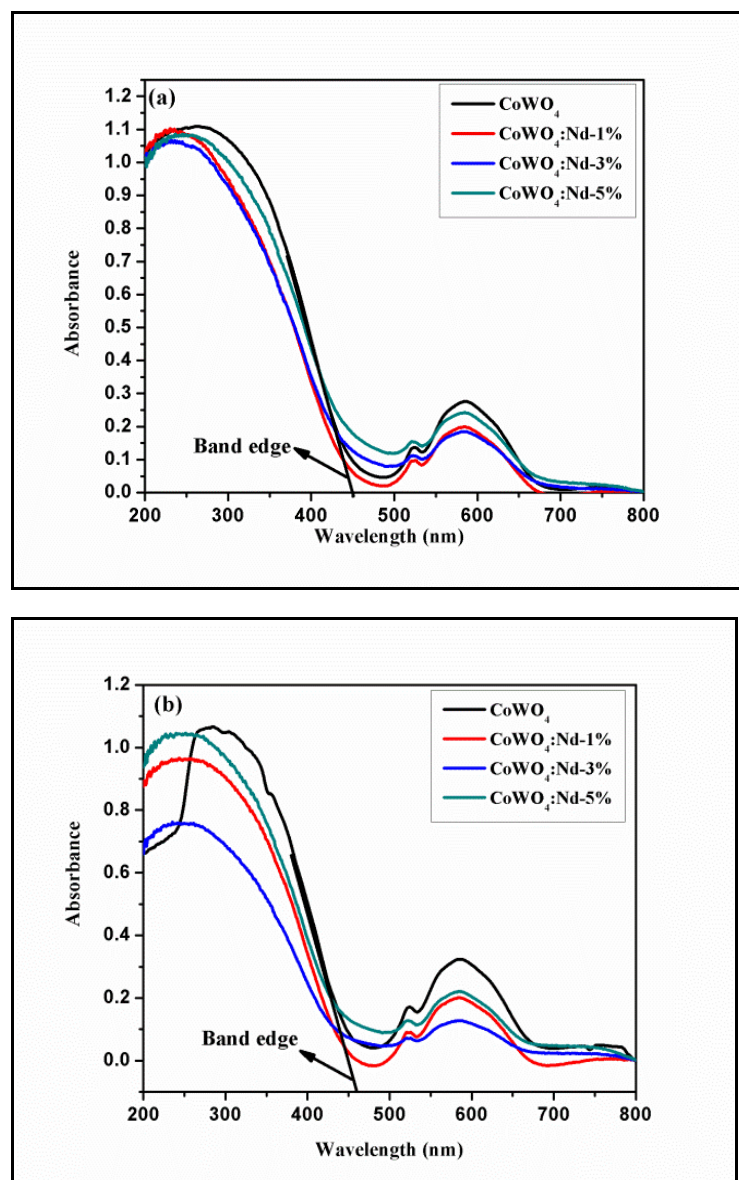 (a)
CoWO₄
CoWO₄:Nd-1%
CoWO₄:Nd-3%
CoWO₄:Nd-5%
1.2
1.1
1.0
0.9
0.8
0.7
0.6
0.5
0.4
0.3
0.2
0.1
0.0
Absorbance
Band edge
200 300 400 500 600 700 800
Wavelength (nm)
(b)
CoWO₄
CoWO₄:Nd-1%
CoWO₄:Nd-3%
CoWO₄:Nd-5%
1.2
1.0
0.8
0.6
0.4
0.2
0.0
Absorbance
Band edge
200 300 400 500 600 700 800
Wavelength (nm)